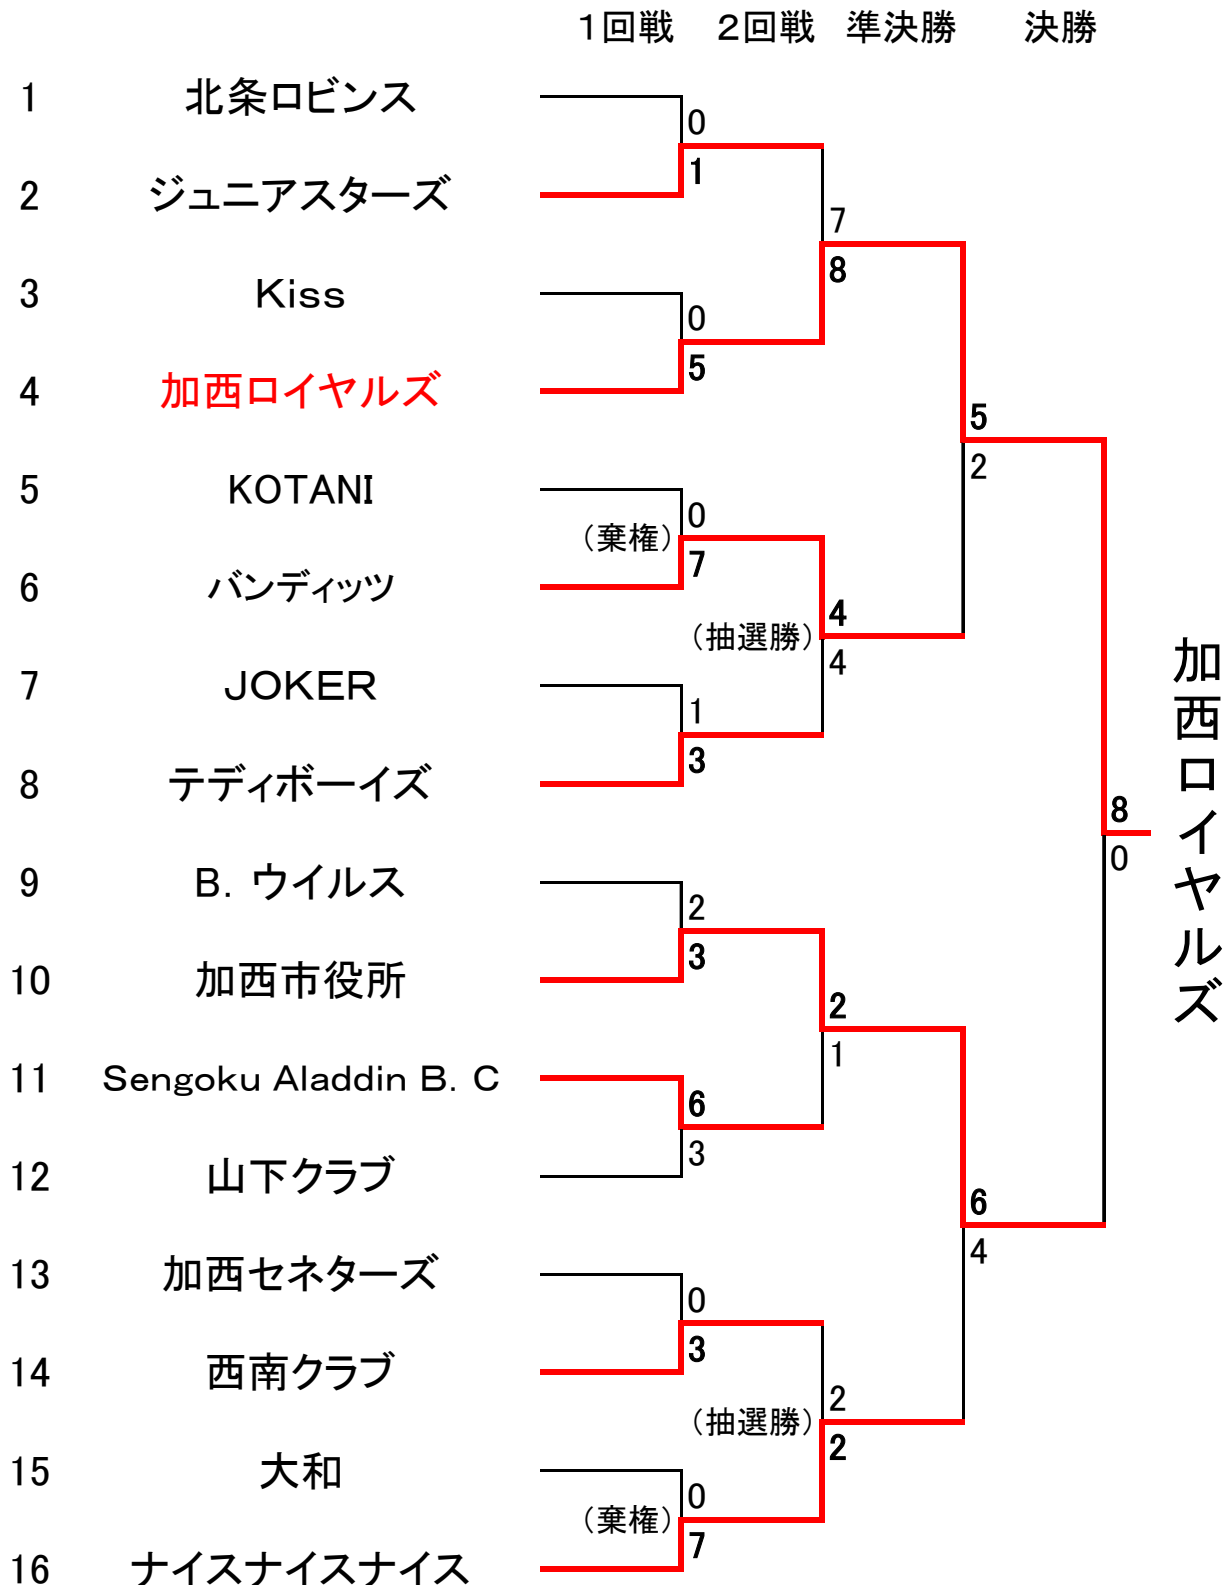 1回戦 2回戦 準決勝 決勝
1 北条ロビンス
0
1
2 ジュニアスターズ
7
8
3 Kiss
0
5
4 加西ロイヤルズ
5
2
5 KOTANI
0
(棄権)
7
6 バンディッツ
4
(抽選勝)
4
7 JOKER
1
3
8 テディボーイズ
8
0
加西ロイヤルズ
9 B. ウイルス
2
3
10 加西市役所
2
1
11 Sengoku Aladdin B. C
6
3
12 山下クラブ
6
4
13 加西セネターズ
0
3
14 西南クラブ
2
(抽選勝)
2
15 大和
0
(棄権)
7
16 ナイスナイスナイス